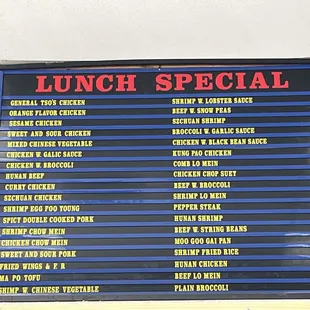 LUNCH SPECIAL
GENERAL TSO'S CHICKEN
ORANGE FLAVOR CHICKEN
SESAME CHICKEN
SWEET AND SOUR CHICKEN
MIXED CHINESE VEGETABLE
CHICKEN W. GALIC SAUCE
CHICKEN W. BROCCOLI
HUNAN BEEF
CURRY CHICKEN
SZCHUAN CHICKEN
SHRIMP EGG FOO YOUNG
SPICY DOUBLE COOKED PORK
SHRIMP CHOW MEIN
CHICKEN CHOW MEIN
SWEET AND SOUR PORK
FRIED WINGS & F. R
MA PO TOFU
SHRIMP W. CHINESE VEGETABLE
SHRIMP W. LOBSTER SAUCE
BEEF W. SNOW PEAS
SZCHUAN SHRIMP
BROCCOLI W. GARLIC SAUCE
CHICKEN W. BLACK BEAN SAUCE
KUNG PAO CHICKEN
COMB LO MEIN
CHICKEN CHOP SUEY
BEEF W. BROCCOLI
SHRIMP LO MEIN
PEPPER STEAK
HUNAN SHRIMP
BEEF W. STRING BEANS
MOO GOO GAI PAN
SHRIMP FRIED RICE
HUNAN CHICKEN
BEEF LO MEIN
PLAIN BROCCOLI